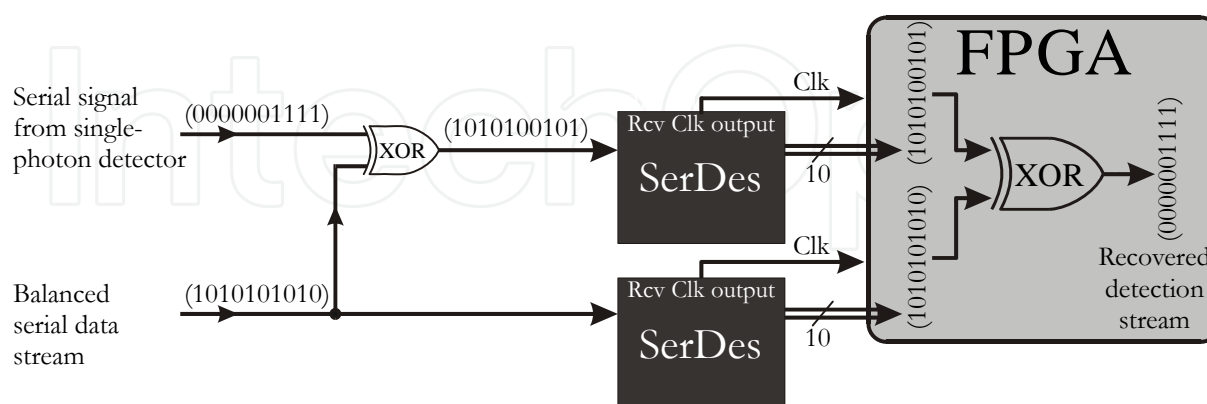 Serial signal
from single-
photon detector
(0000001111)
XOR
(1010100101)
Rcv Clk output
SerDes
Clk
10
Balanced
serial data
stream
(1010101010)
Rcv Clk output
SerDes
Clk
10
FPGA
(1010100101)
(1010101010)
XOR
(0000001111)
Recovered
detection
stream